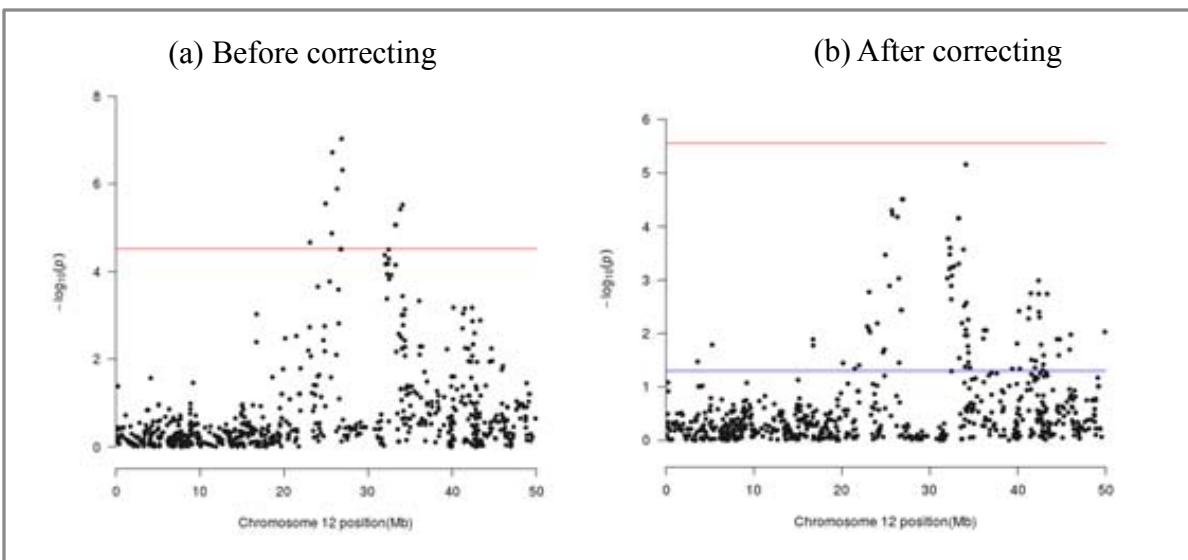 (a) Before correcting
(b) After correcting
8
6
4
2
0
−log10(p)
0 10 20 30 40 50
Chromosome 12 position(Mb)
6
5
4
3
2
1
0
−log10(p)
0 10 20 30 40 50
Chromosome 12 position(Mb)